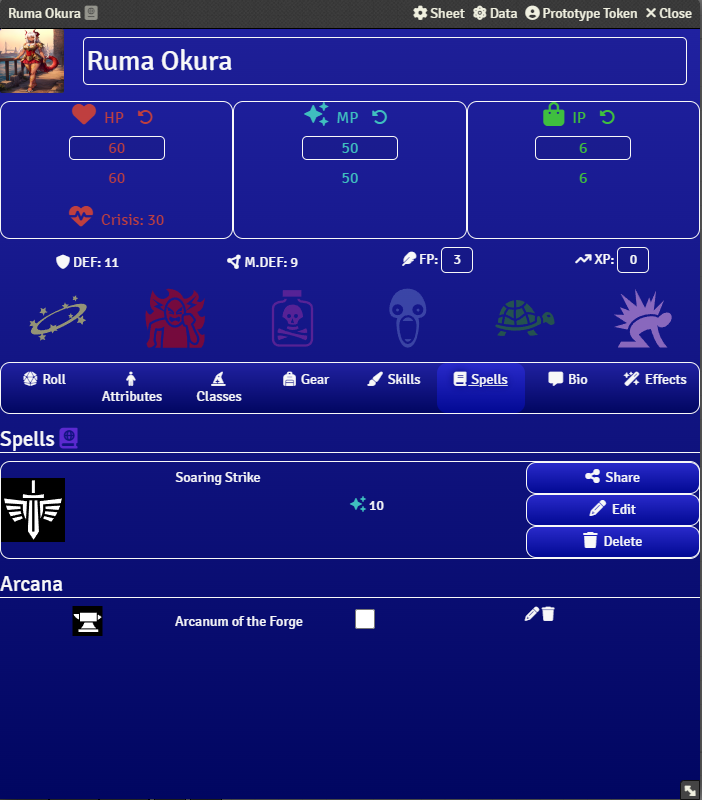 Ruma Okura Sheet Data Prototype Token Close
Ruma Okura
HP MP IP
60 50 6
60 50 6
Crisis: 30
DEF: 11 M.DEF: 9 FP: 3 XP: 0
Roll Attributes Classes Gear Skills Spells Bio Effects
Spells
Soaring Strike
10
Share
Edit
Delete
Arcana
Arcanum of the Forge